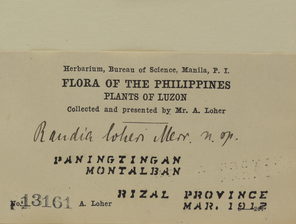 Herbarium, Bureau of Science, Manila, P. I.
FLORA OF THE PHILIPPINES
PLANTS OF LUZON
Collected and presented by Mr. A. Loher
Randia loheri Merr. n. sp.
PANINGTINGAN
MONTALBAN
RIZAL PROVINCE
No. 13161 A. Loher MAR. 1912